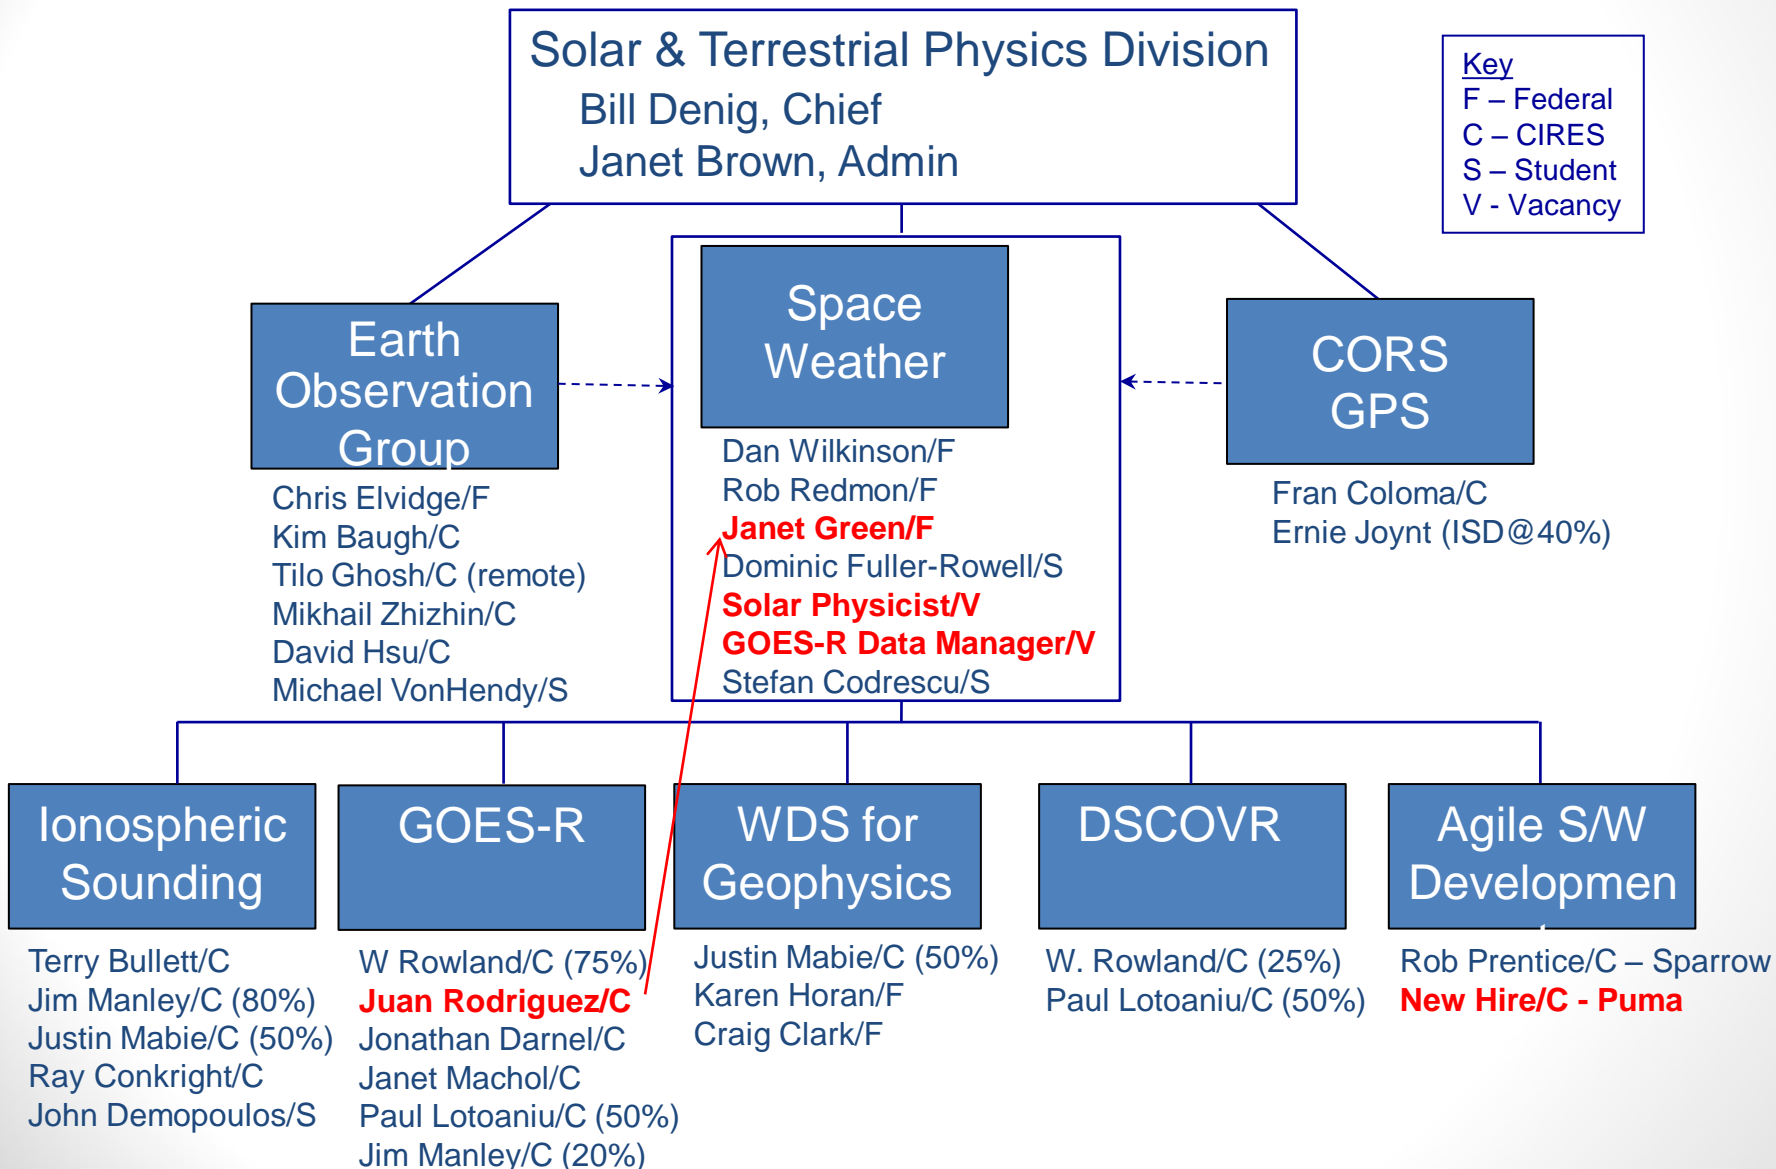 Solar & Terrestrial Physics Division
Bill Denig, Chief
Janet Brown, Admin
Key
F – Federal
C – CIRES
S – Student
V - Vacancy
Earth
Observation
Group
Chris Elvidge/F
Kim Baugh/C
Tilo Ghosh/C (remote)
Mikhail Zhizhin/C
David Hsu/C
Michael VonHendy/S
Space
Weather
Dan Wilkinson/F
Rob Redmon/F
Janet Green/F
Dominic Fuller-Rowell/S
Solar Physicist/V
GOES-R Data Manager/V
Stefan Codrescu/S
CORS
GPS
Fran Coloma/C
Ernie Joynt (ISD@40%)
Ionospheric
Sounding
Terry Bullett/C
Jim Manley/C (80%)
Justin Mabie/C (50%)
Ray Conkright/C
John Demopoulos/S
GOES-R
W Rowland/C (75%)
Juan Rodriguez/C
Jonathan Darnel/C
Janet Machol/C
Paul Lotoaniu/C (50%)
Jim Manley/C (20%)
WDS for
Geophysics
Justin Mabie/C (50%)
Karen Horan/F
Craig Clark/F
DSCOVR
W. Rowland/C (25%)
Paul Lotoaniu/C (50%)
Agile S/W
Developmen
Rob Prentice/C – Sparrow
New Hire/C - Puma